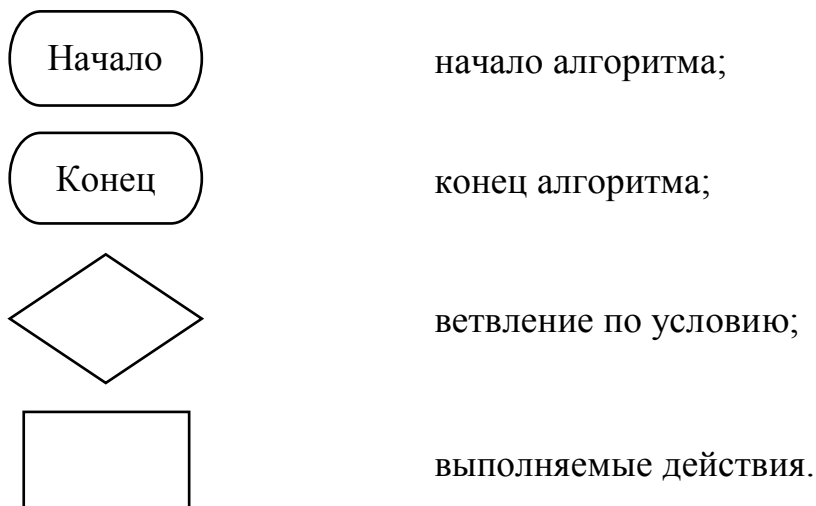 Начало начало алгоритма;
Конец конец алгоритма;
ветвление по условию;
выполняемые действия.